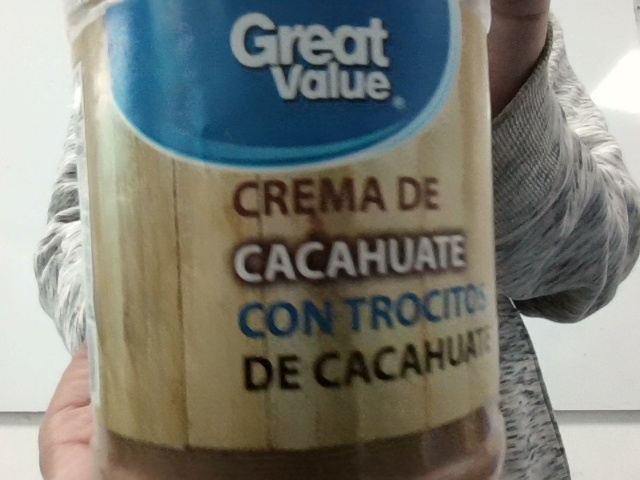 Great
Value
CREMA DE
CACAHUATE
CON TROCITOS
DE CACAHUATE